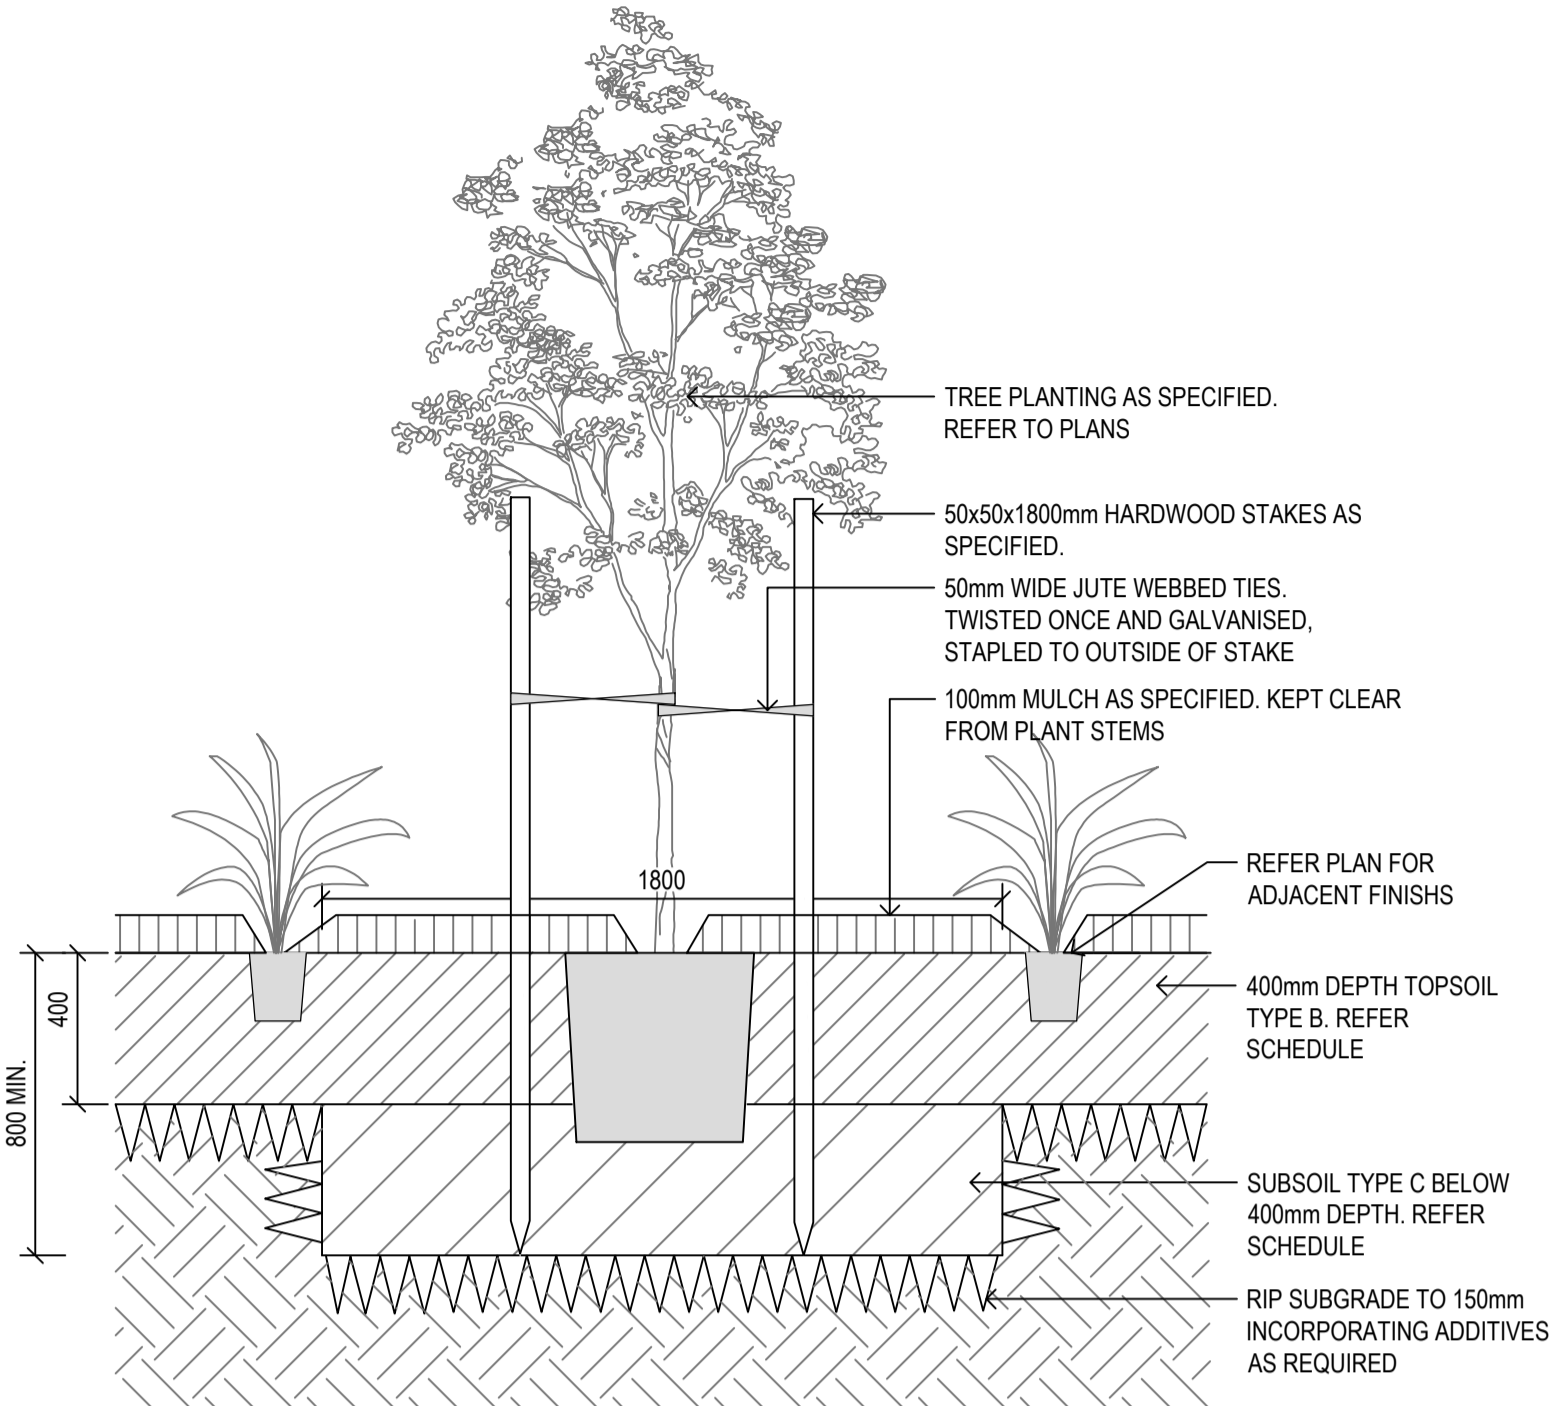 TREE PLANTING AS SPECIFIED.
REFER TO PLANS
50x50x1800mm HARDWOOD STAKES AS
SPECIFIED.
50mm WIDE JUTE WEBBED TIES.
TWISTED ONCE AND GALVANISED,
STAPLED TO OUTSIDE OF STAKE
100mm MULCH AS SPECIFIED. KEPT CLEAR
FROM PLANT STEMS
REFER PLAN FOR
ADJACENT FINISHS
1800
400mm DEPTH TOPSOIL
TYPE B. REFER
SCHEDULE
400
800 MIN.
SUBSOIL TYPE C BELOW
400mm DEPTH. REFER
SCHEDULE
RIP SUBGRADE TO 150mm
INCORPORATING ADDITIVES
AS REQUIRED